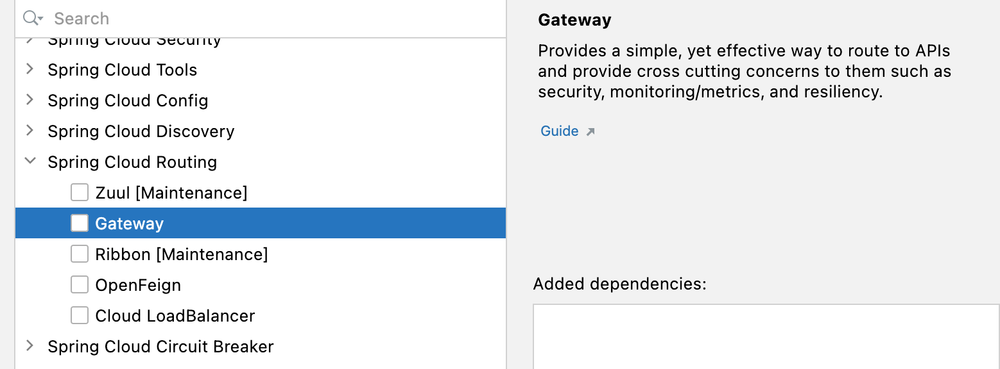 Search
Spring Cloud Security
Spring Cloud Tools
Spring Cloud Config
Spring Cloud Discovery
Spring Cloud Routing
Zuul [Maintenance]
Gateway
Ribbon [Maintenance]
OpenFeign
Cloud LoadBalancer
Spring Cloud Circuit Breaker
Gateway
Provides a simple, yet effective way to route to APIs
and provide cross cutting concerns to them such as
security, monitoring/metrics, and resiliency.
Guide
Added dependencies: